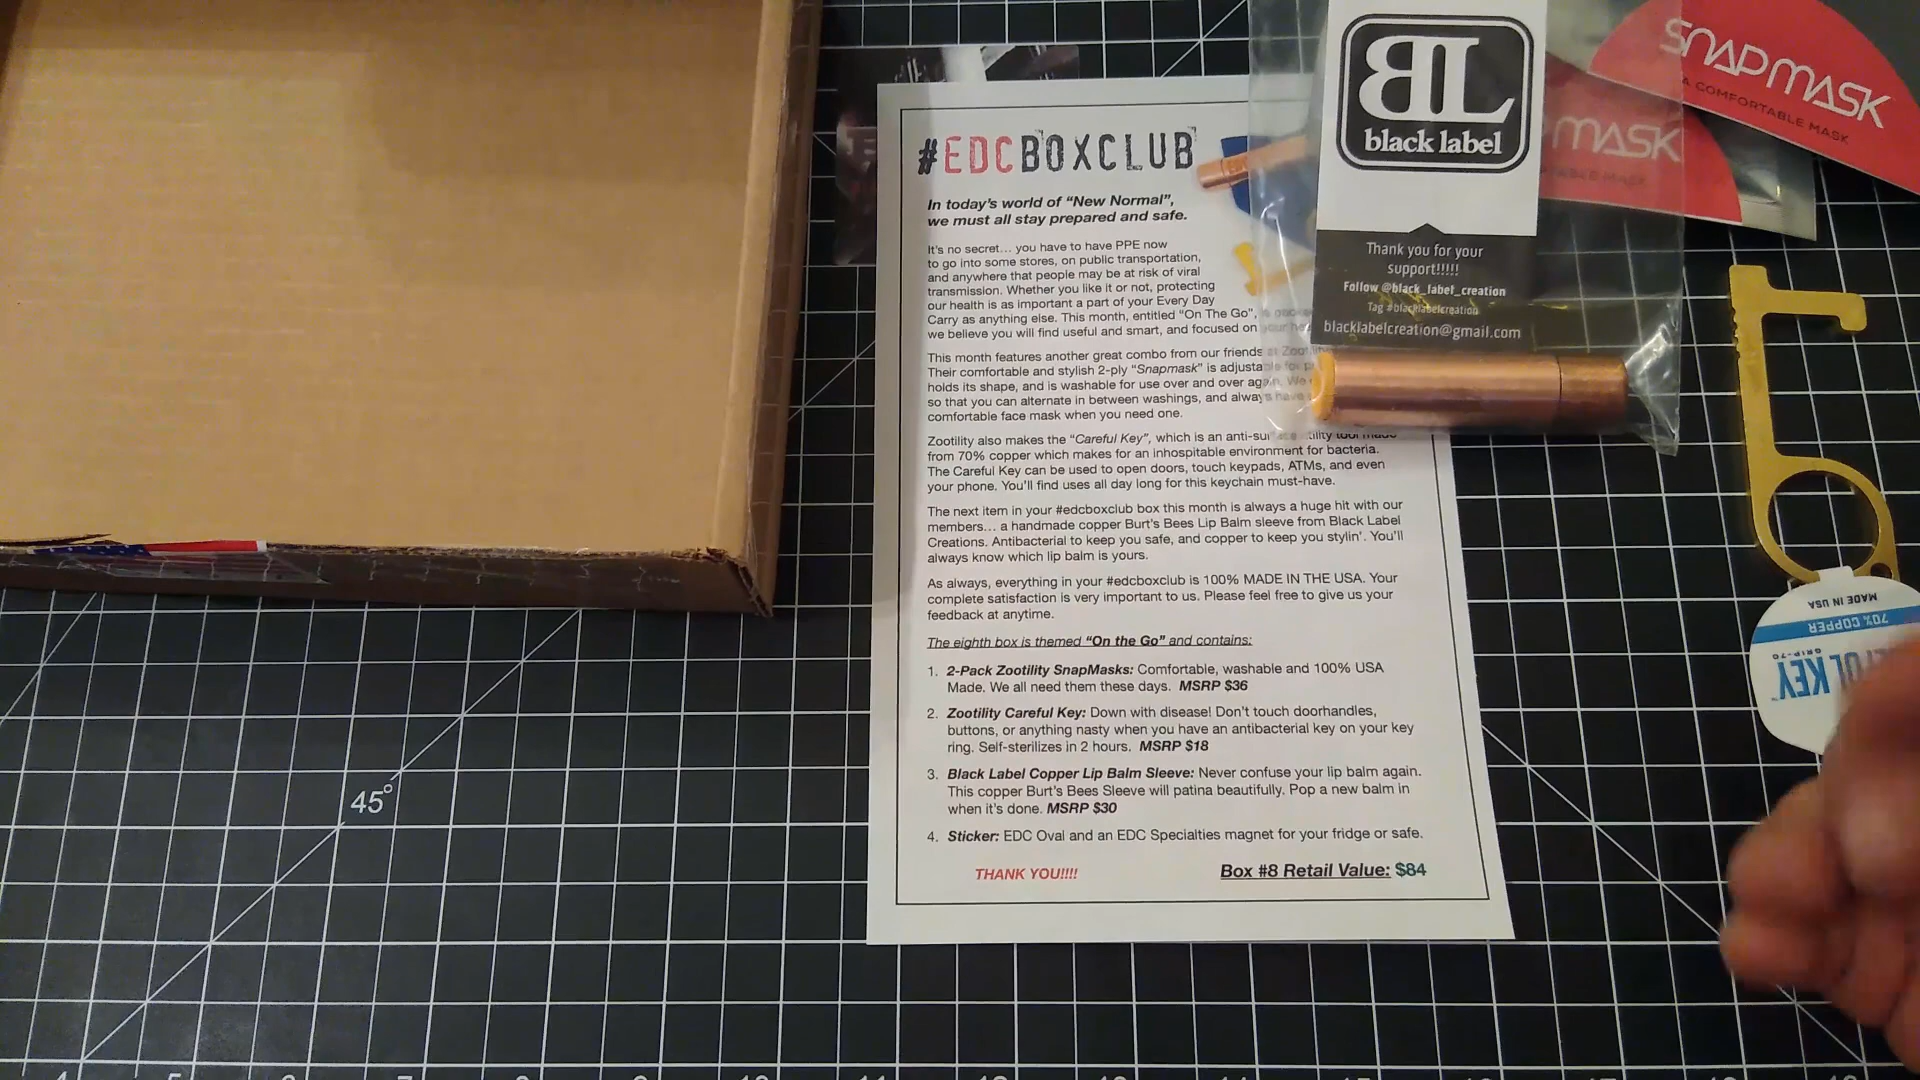 #EDCBOXCLUB
In today's world of "New Normal",
we must all stay prepared and safe.
It's no secret... you have to have PPE now
to go into some stores, on public transportation,
and anywhere that people may be at risk of viral
transmission. Whether you like it or not, protecting
our health is as important a part of your Every Day
Carry as anything else. This month, entitled "On The Go",
we believe you will find useful and smart, and focused on your
This month features another great combo from our friends at
Their comfortable and stylish 2-ply "Snapmask" is adjustable for
holds its shape, and is washable for use over and over again. We
so that you can alternate in between washings, and always have
comfortable face mask when you need one.
Zootility also makes the "Careful Key", which is an utility tool made
from 70% copper which makes for an inhospitable environment for bacteria.
The Careful Key can be used to open doors, touch keypads, ATMs, and even
your phone. You'll find uses all day long for this keychain must-have.
The next item in your #edcboxclub box this month is always a huge hit with our
members... a handmade copper Burt's Bees Lip Balm sleeve from Black Label
Creations. Antibacterial to keep you safe, and copper to keep you stylin'. You'll
always know which lip balm is yours.
As always, everything in your #edcboxclub is 100% MADE IN THE USA. Your
complete satisfaction is very important to us. Please feel free to give us your
feedback at anytime.
The eighth box is themed "On the Go" and contains:
1. 2-Pack Zootility SnapMasks: Comfortable, washable and 100% USA
Made. We all need them these days. MSRP $36
2. Zootility Careful Key: Down with disease! Don't touch doorhandles,
buttons, or anything nasty when you have an antibacterial key on your key
ring. Self-sterilizes in 2 hours. MSRP $18
3. Black Label Copper Lip Balm Sleeve: Never confuse your lip balm again.
This copper Burt's Bees Sleeve will patina beautifully. Pop a new balm in
when it's done. MSRP $30
4. Sticker: EDC Oval and an EDC Specialties magnet for your fridge or safe.
THANK YOU!!!!
Box #8 Retail Value: $84
BL
black label
Thank you for your
support!!!!!
Follow @black_label_creation
Tag #blacklabelcreation
blacklabelcreation@gmail.com
SNAPMASK
A COMFORTABLE MASK
MASK
MADE IN USA
70% COPPER
GRIP-70
KEY
45°